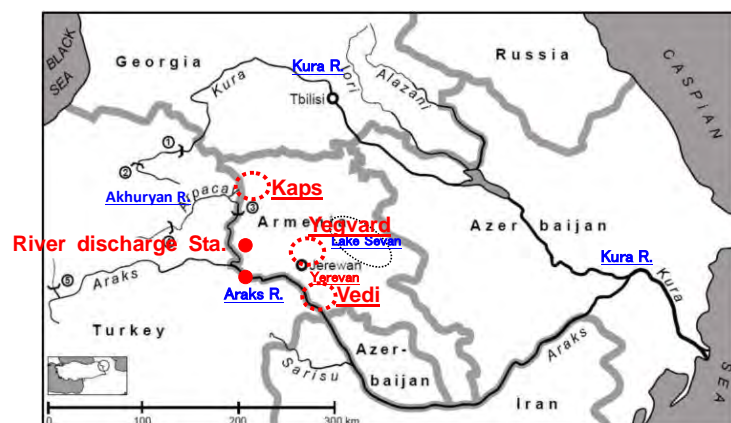 BLACK
SEA
Georgia
Kura R.
Russia
CASPIAN
Kura
Iori
Alazani
Tbilisi
1
2
Akhuryan R.
Arpacay
3
Kaps
Armenia
Yegvard
Lake Sevan
Azerbaijan
River discharge Sta.
Jerewan
Yerevan
Kura R.
Kura
5
Araks
Araks R.
Vedi
Turkey
Sarisu
Azer-
baijan
Araks
Iran
SEA
0 100 200 300 km